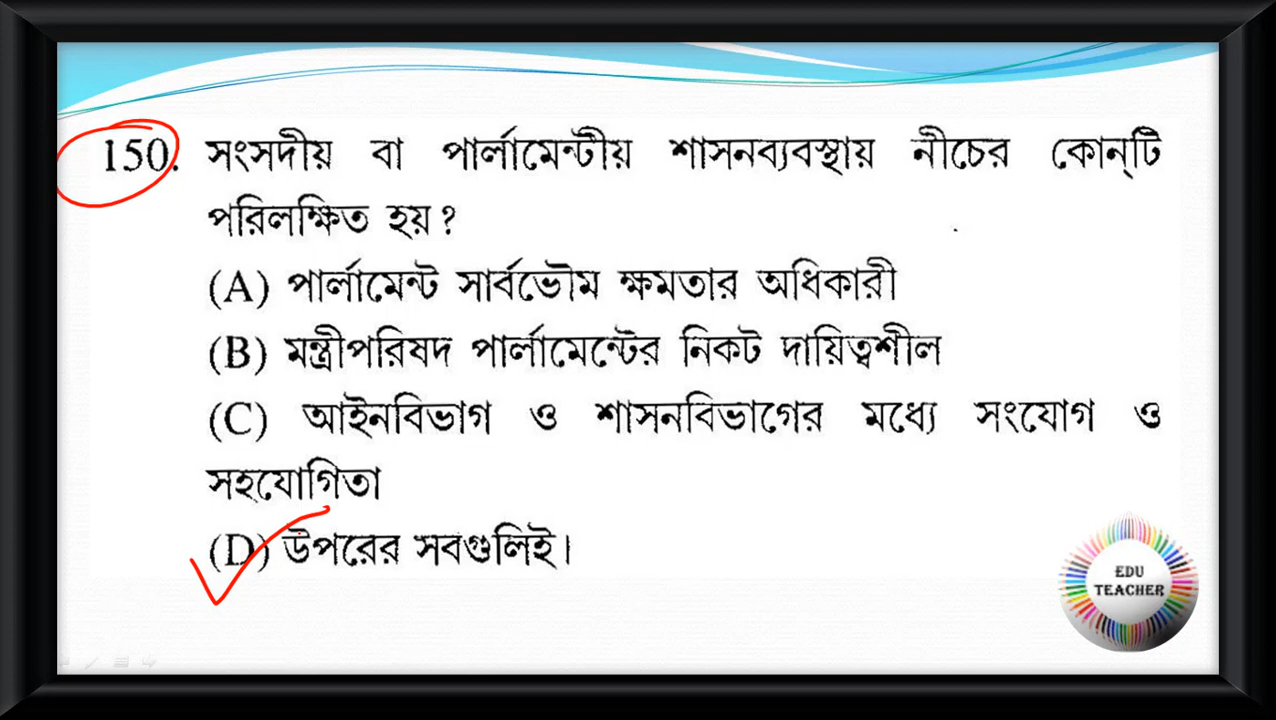 150. সংসদীয় বা পার্লামেন্টীয় শাসনব্যবস্থায় নীচের কোন্‌টি
পরিলক্ষিত হয়?
(A) পার্লামেন্ট সার্বভৌম ক্ষমতার অধিকারী
(B) মন্ত্রীপরিষদ পার্লামেন্টের নিকট দায়িত্বশীল
(C) আইনবিভাগ ও শাসনবিভাগের মধ্যে সংযোগ ও
সহযোগিতা
(D) উপরের সবগুলিই।
EDU
TEACHER